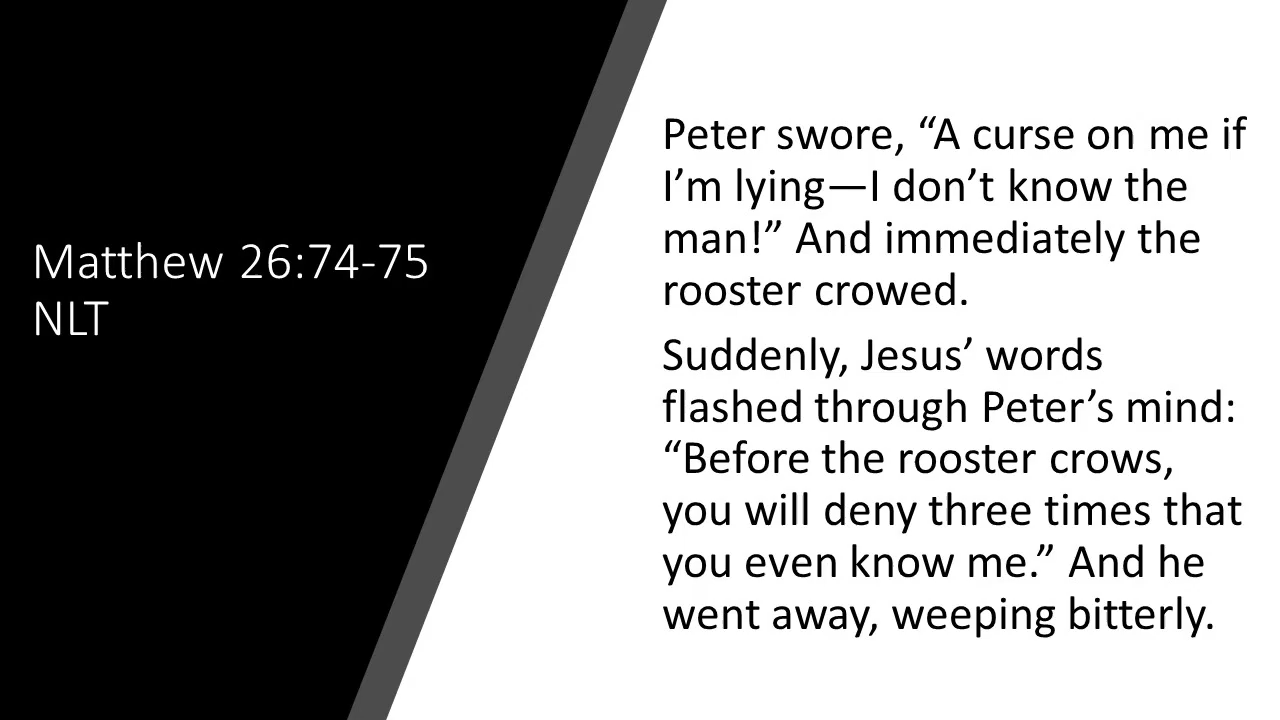 Matthew 26:74-75
NLT
Peter swore, “A curse on me if
I’m lying—I don’t know the
man!” And immediately the
rooster crowed.
Suddenly, Jesus’ words
flashed through Peter’s mind:
“Before the rooster crows,
you will deny three times that
you even know me.” And he
went away, weeping bitterly.